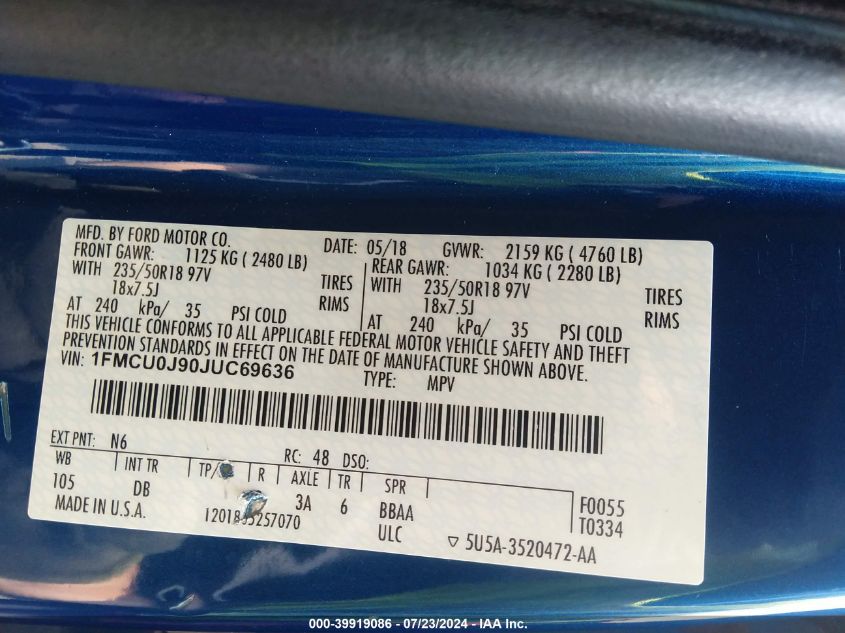 MFD. BY FORD MOTOR CO. DATE: 05/18 GVWR: 2159 KG ( 4760 LB)
FRONT GAWR: 1125 KG ( 2480 LB) REAR GAWR: 1034 KG ( 2280 LB)
WITH 235/50R18 97V TIRES WITH 235/50R18 97V TIRES
18x7.5J RIMS 18x7.5J RIMS
AT 240 kPa/ 35 PSI COLD AT 240 kPa/ 35 PSI COLD
THIS VEHICLE CONFORMS TO ALL APPLICABLE FEDERAL MOTOR VEHICLE SAFETY AND THEFT
PREVENTION STANDARDS IN EFFECT ON THE DATE OF MANUFACTURE SHOWN ABOVE.
VIN: 1FMCU0J90JUC69636 TYPE: MPV
EXT PNT: N6 RC: 48 DSO:
WB INT TR TP/ R AXLE TR SPR
105 DB 3A 6 BBAA F0055
MADE IN U.S.A. ULC T0334
5U5A-3520472-AA
000-39919086 / 07/23/2024 - IAA Inc.